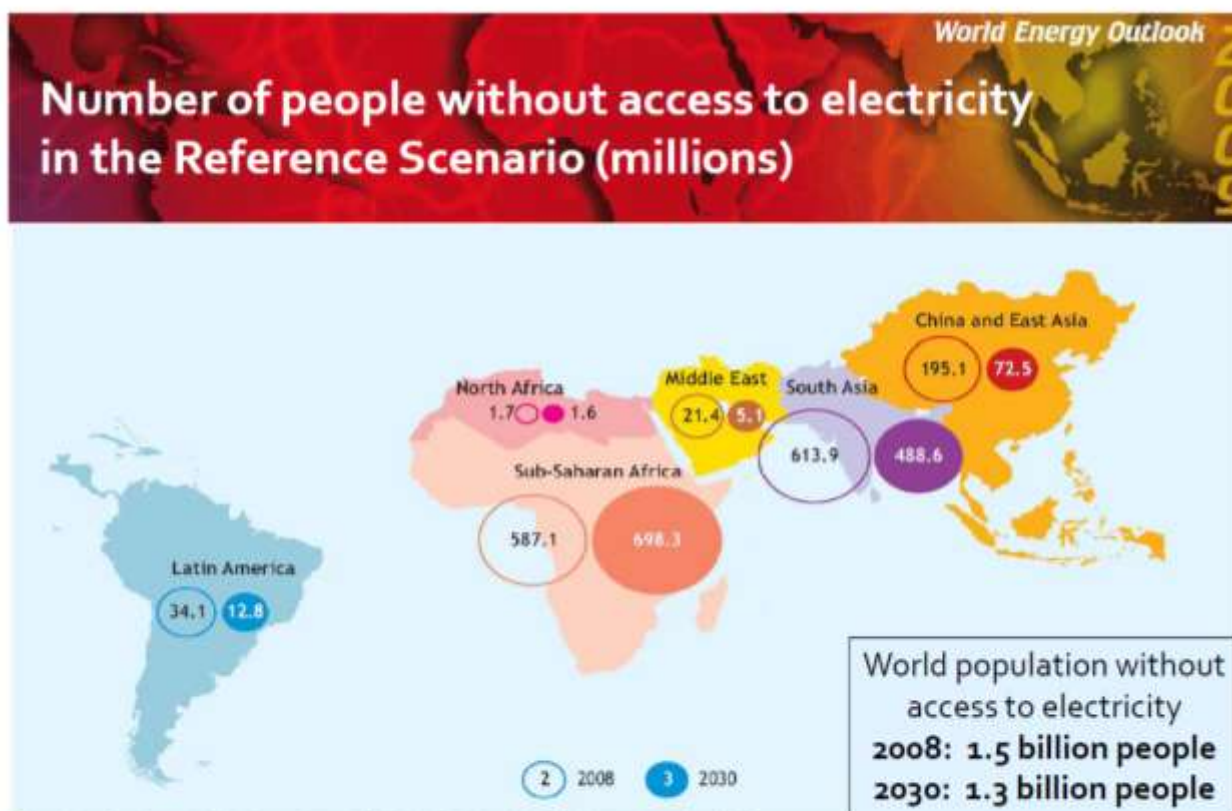 World Energy Outlook
2009
Number of people without access to electricity
in the Reference Scenario (millions)
China and East Asia
195.1 72.5
North Africa
1.7 1.6
Middle East
21.4 5.1
South Asia
613.9 488.6
Sub-Saharan Africa
587.1 698.3
Latin America
34.1 12.8
World population without
access to electricity
2008: 1.5 billion people
2030: 1.3 billion people
2 2008 3 2030